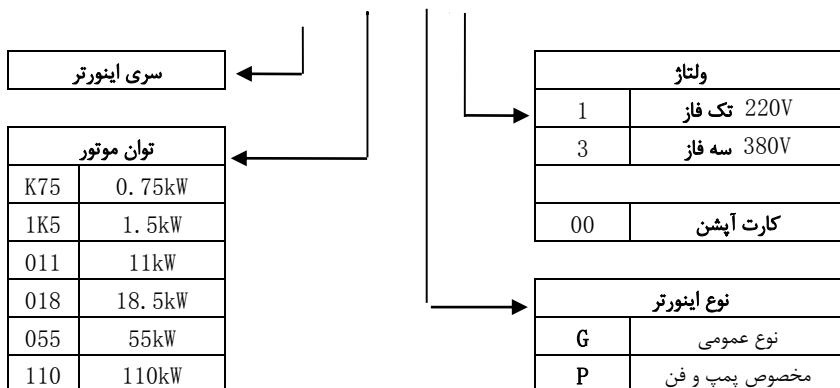 سری اینورتر
توان موتور
K75 0.75kW
1K5 1.5kW
011 11kW
018 18.5kW
055 55kW
110 110kW
ولتاژ
1 220V تک فاز
3 380V سه فاز
00 کارت آپشن
نوع اینورتر
G نوع عمومی
P مخصوص پمپ و فن